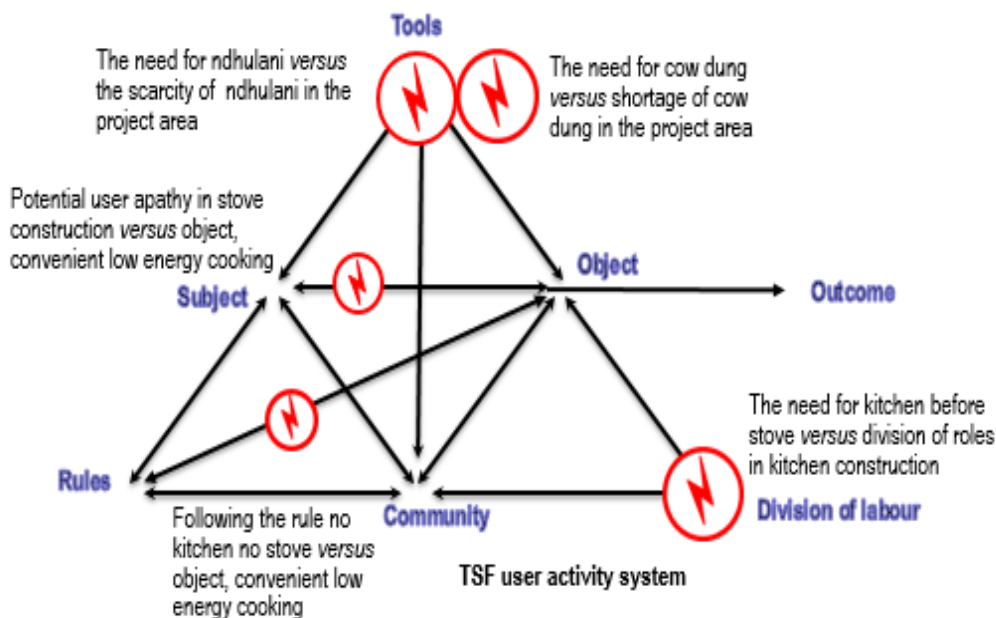 Tools
The need for ndhulani versus
the scarcity of ndhulani in the
project area
The need for cow dung
versus shortage of cow
dung in the project area
Potential user apathy in stove
construction versus object,
convenient low energy cooking
Subject
Object
Outcome
The need for kitchen before
stove versus division of roles
in kitchen construction
Rules
Community
Division of labour
Following the rule no
kitchen no stove versus
object, convenient low
energy cooking
TSF user activity system